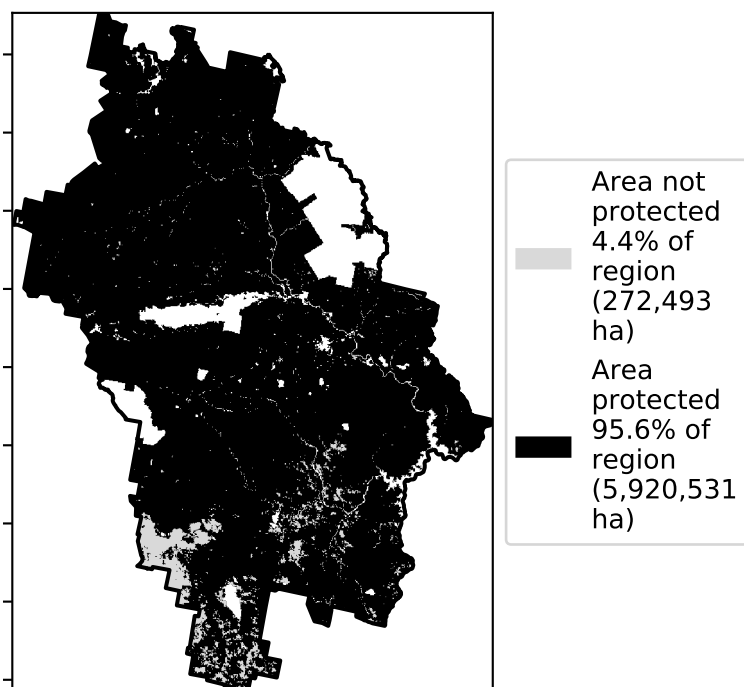 Area not
protected
4.4% of
region
(272,493
ha)
Area
protected
95.6% of
region
(5,920,531
ha)